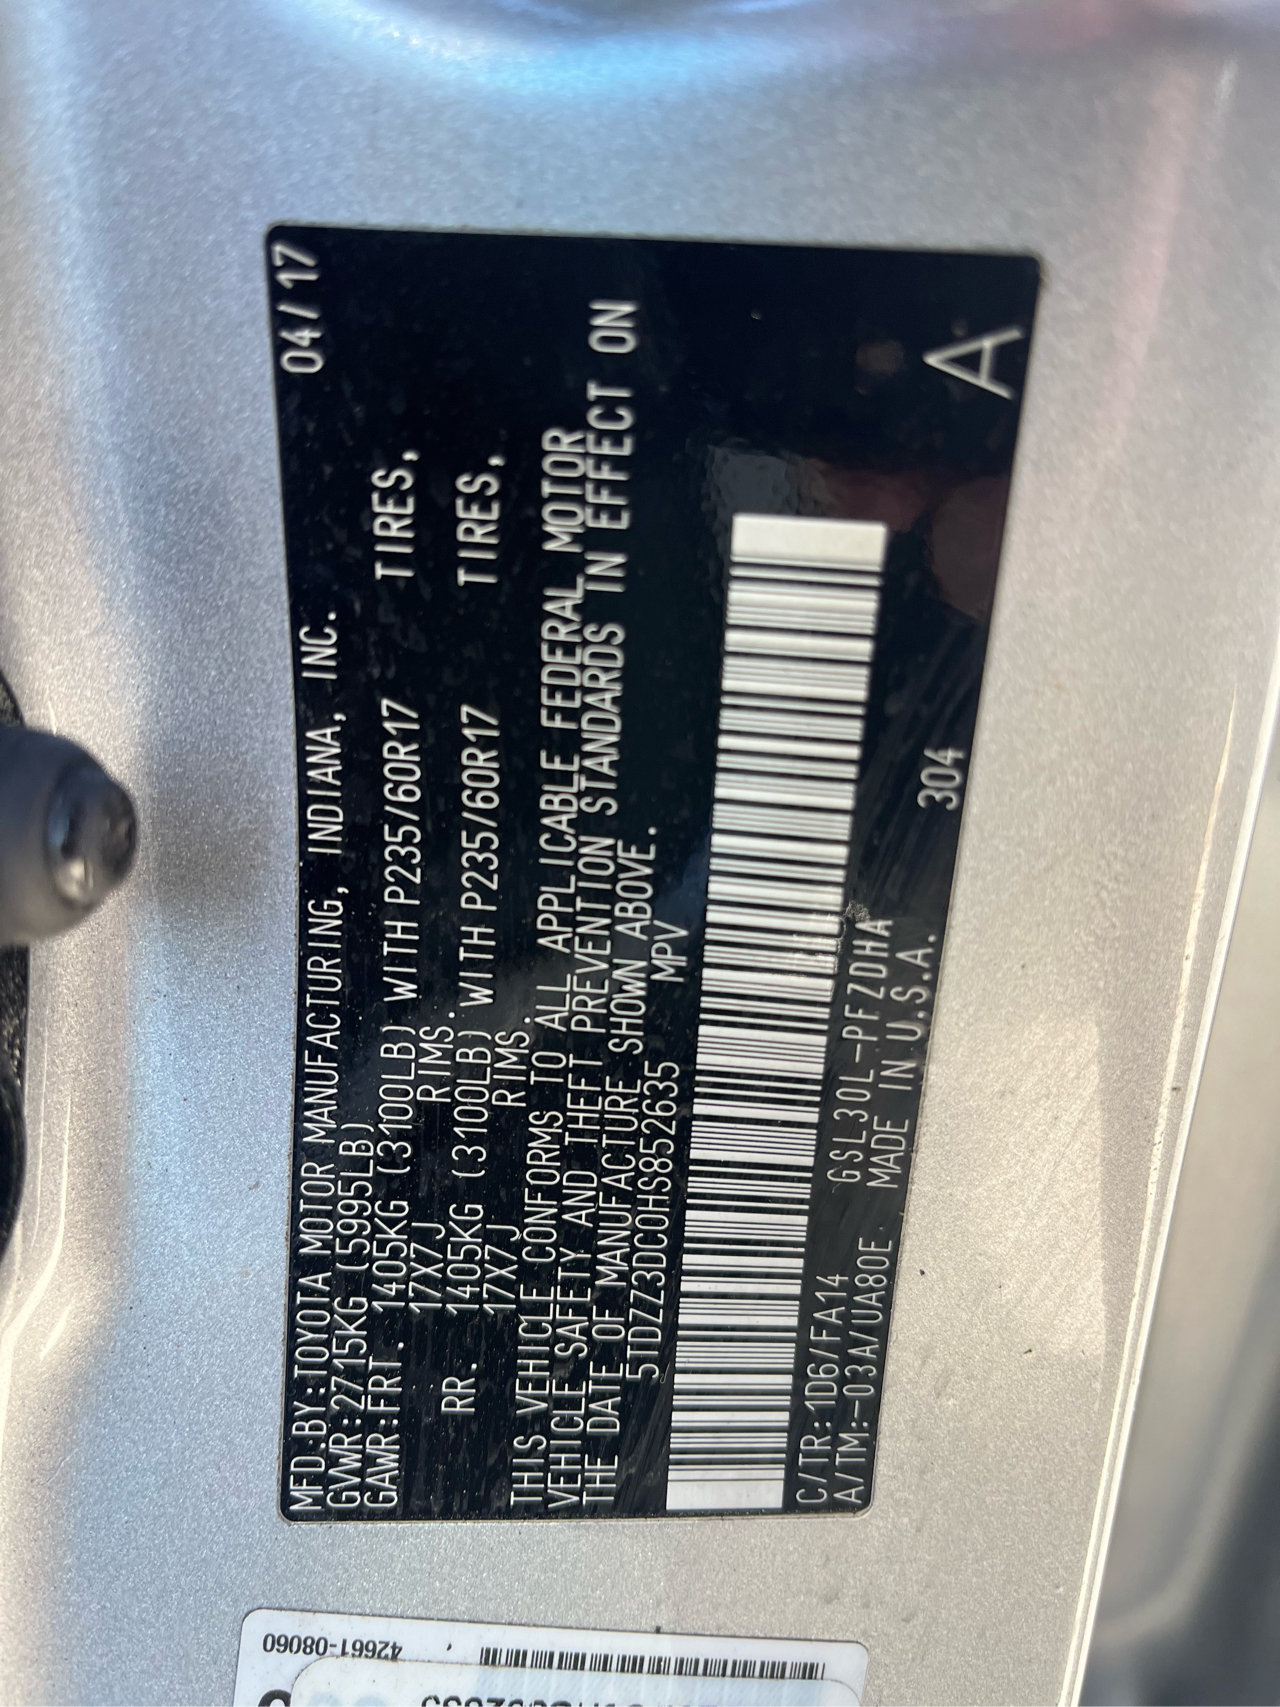 MFD.BY:TOYOTA MOTOR MANUFACTURING, INDIANA, INC. 04/17
GVWR:2715KG (5995LB)
GAWR:FRT. 1405KG (3100LB) WITH P235/60R17 TIRES,
17X7J RIMS.
RR. 1405KG (3100LB) WITH P235/60R17 TIRES,
17X7J RIMS.
THIS VEHICLE CONFORMS TO ALL APPLICABLE FEDERAL MOTOR
VEHICLE SAFETY AND THEFT PREVENTION STANDARDS IN EFFECT ON
THE DATE OF MANUFACTURE SHOWN ABOVE.
5TDZZ3DC0HS852635 MPV
C/TR:1D6/FA14 GSL30L-PFZDHA 304
A/TM:-03A/UA80E MADE IN U.S.A.
A
42661-08060